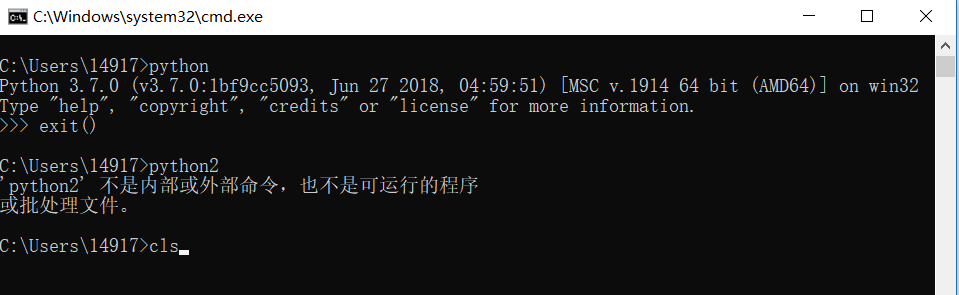 C:\Windows\system32\cmd.exe
C:\Users\14917>python
Python 3.7.0 (v3.7.0:1bf9cc5093, Jun 27 2018, 04:59:51) [MSC v.1914 64 bit (AMD64)] on win32
Type "help", "copyright", "credits" or "license" for more information.
>>> exit()
C:\Users\14917>python2
'python2' 不是内部或外部命令，也不是可运行的程序
或批处理文件。
C:\Users\14917>cls